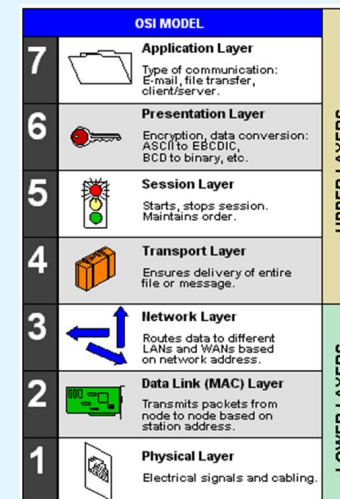 OSI MODEL
7
Application Layer
Type of communication:
E-mail, file transfer,
client/server.
6
Presentation Layer
Encryption, data conversion:
ASCII to EBCDIC,
BCD to binary, etc.
5
Session Layer
Starts, stops session.
Maintains order.
4
Transport Layer
Ensures delivery of entire
file or message.
3
Network Layer
Routes data to different
LANs and WANs based
on network address.
2
Data Link (MAC) Layer
Transmits packets from
node to node based on
station address.
1
Physical Layer
Electrical signals and cabling.
UPPER LAYERS
LOWER LAYERS